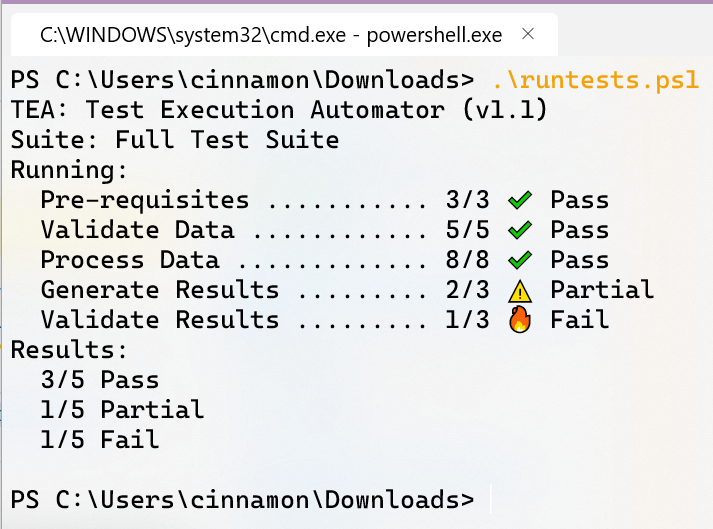 C:\WINDOWS\system32\cmd.exe - powershell.exe ×
PS C:\Users\cinnamon\Downloads> .\runtests.ps1
TEA: Test Execution Automator (v1.1)
Suite: Full Test Suite
Running:
  Pre-requisites ........... 3/3 ✔ Pass
  Validate Data ............ 5/5 ✔ Pass
  Process Data ............. 8/8 ✔ Pass
  Generate Results ......... 2/3 ⚠ Partial
  Validate Results ......... 1/3 🔥 Fail
Results:
  3/5 Pass
  1/5 Partial
  1/5 Fail
PS C:\Users\cinnamon\Downloads>